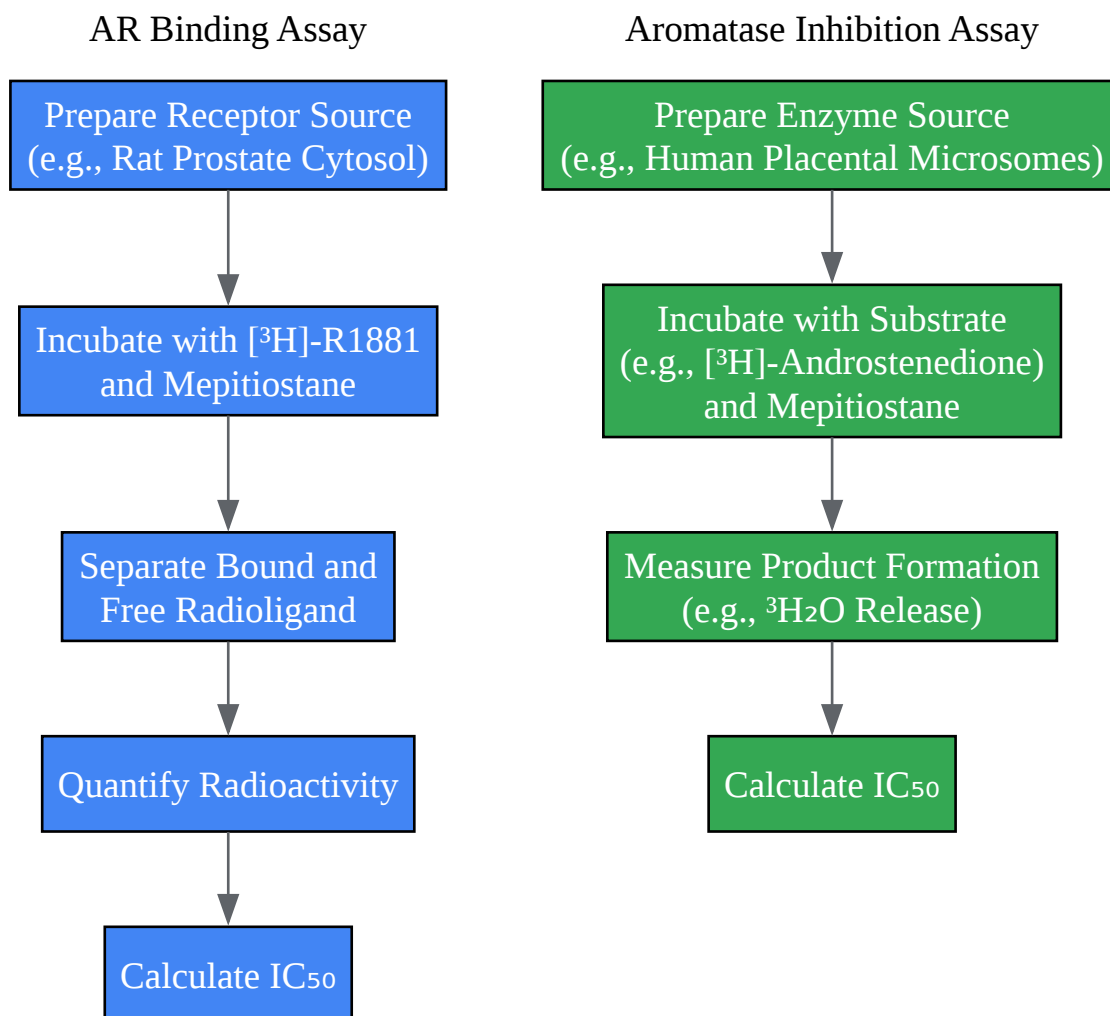 AR Binding Assay
Prepare Receptor Source
(e.g., Rat Prostate Cytosol)
Incubate with [³H]-R1881
and Mepitiostane
Separate Bound and
Free Radioligand
Quantify Radioactivity
Calculate IC₅₀
Aromatase Inhibition Assay
Prepare Enzyme Source
(e.g., Human Placental Microsomes)
Incubate with Substrate
(e.g., [³H]-Androstenedione)
and Mepitiostane
Measure Product Formation
(e.g., ³H₂O Release)
Calculate IC₅₀